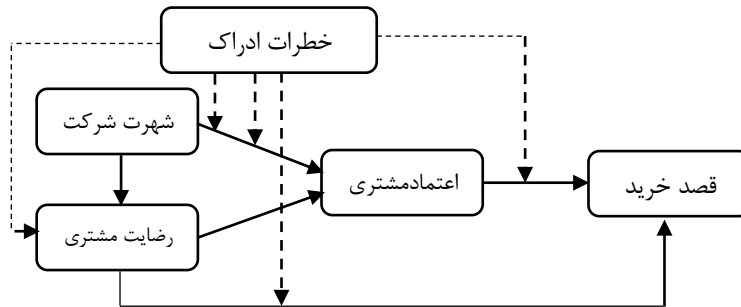 خطرات ادراک
شهرت شرکت
اعتمادمشتری
قصد خرید
رضایت مشتری